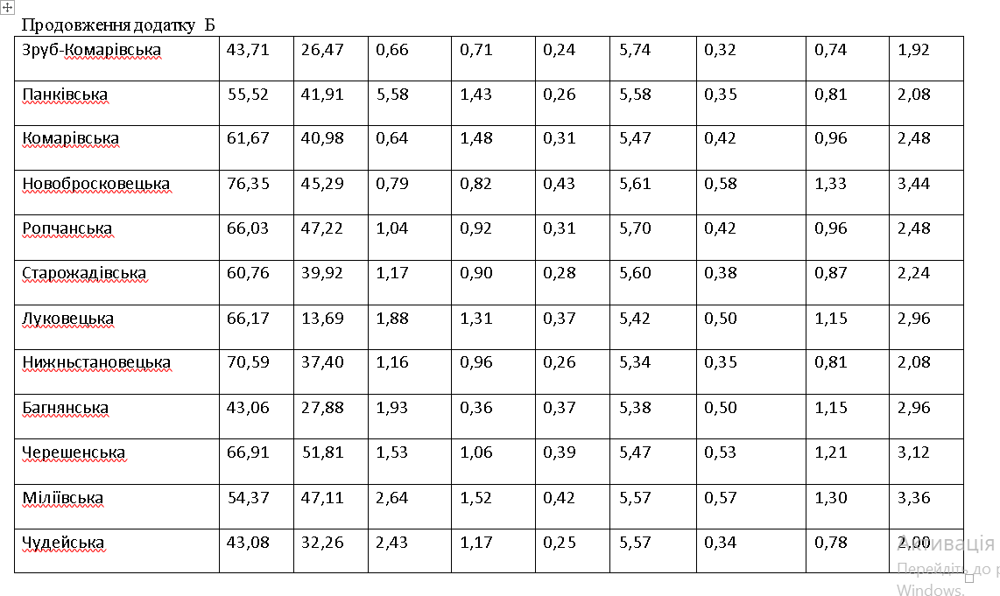 Продовження додатку Б
Зруб-Комарівська 43,71 26,47 0,66 0,71 0,24 5,74 0,32 0,74 1,92
Панківська 55,52 41,91 5,58 1,43 0,26 5,58 0,35 0,81 2,08
Комарівська 61,67 40,98 0,64 1,48 0,31 5,47 0,42 0,96 2,48
Новобросковецька 76,35 45,29 0,79 0,82 0,43 5,61 0,58 1,33 3,44
Ропчанська 66,03 47,22 1,04 0,92 0,31 5,70 0,42 0,96 2,48
Старожадівська 60,76 39,92 1,17 0,90 0,28 5,60 0,38 0,87 2,24
Луковецька 66,17 13,69 1,88 1,31 0,37 5,42 0,50 1,15 2,96
Нижньстановецька 70,59 37,40 1,16 0,96 0,26 5,34 0,35 0,81 2,08
Багнянська 43,06 27,88 1,93 0,36 0,37 5,38 0,50 1,15 2,96
Черешенська 66,91 51,81 1,53 1,06 0,39 5,47 0,53 1,21 3,12
Міліївська 54,37 47,11 2,64 1,52 0,42 5,57 0,57 1,30 3,36
Чудейська 43,08 32,26 2,43 1,17 0,25 5,57 0,34 0,78 2,00
Активація
Перейдіть до
Windows.